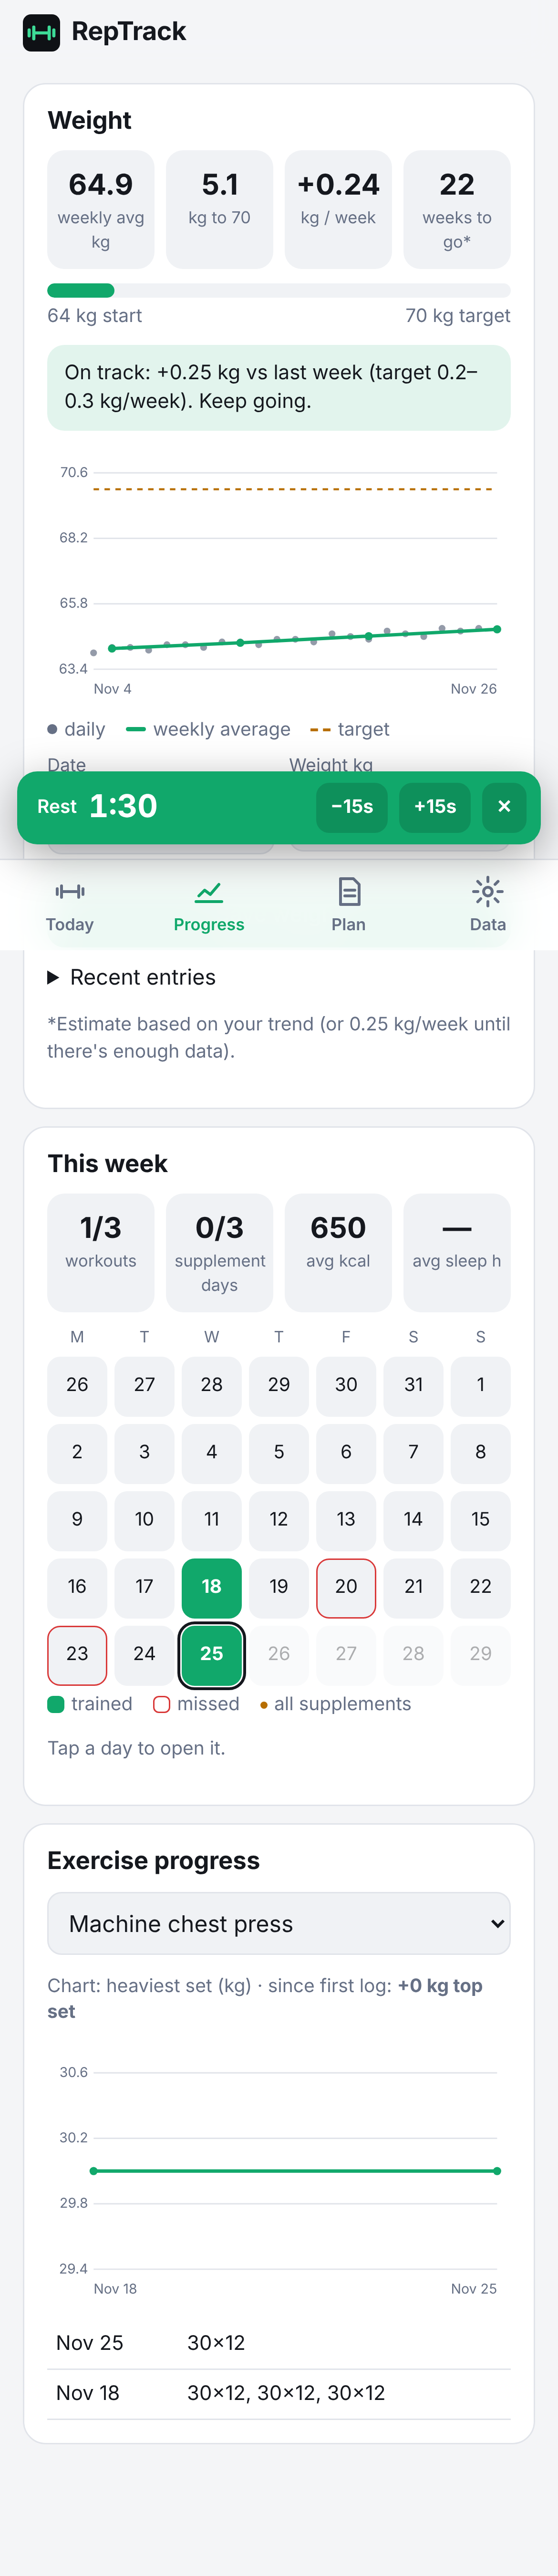 RepTrack
Weight
64.9
weekly avg
kg
5.1
kg to 70
+0.24
kg / week
22
weeks to
go*
64 kg start
70 kg target
On track: +0.25 kg vs last week (target 0.2–
0.3 kg/week). Keep going.
70.6
68.2
65.8
63.4
Nov 4
Nov 26
daily
weekly average
target
Date
Weight kg
Rest 1:30
−15s
+15s
×
Today
Progress
Plan
Data
▶ Recent entries
*Estimate based on your trend (or 0.25 kg/week until
there's enough data).
This week
1/3
workouts
0/3
supplement
days
650
avg kcal
—
avg sleep h
M T W T F S S
26 27 28 29 30 31 1
2 3 4 5 6 7 8
9 10 11 12 13 14 15
16 17 18 19 20 21 22
23 24 25 26 27 28 29
trained
missed
all supplements
Tap a day to open it.
Exercise progress
Machine chest press
Chart: heaviest set (kg) · since first log: +0 kg top
set
30.6
30.2
29.8
29.4
Nov 18
Nov 25
Nov 25 30×12
Nov 18 30×12, 30×12, 30×12